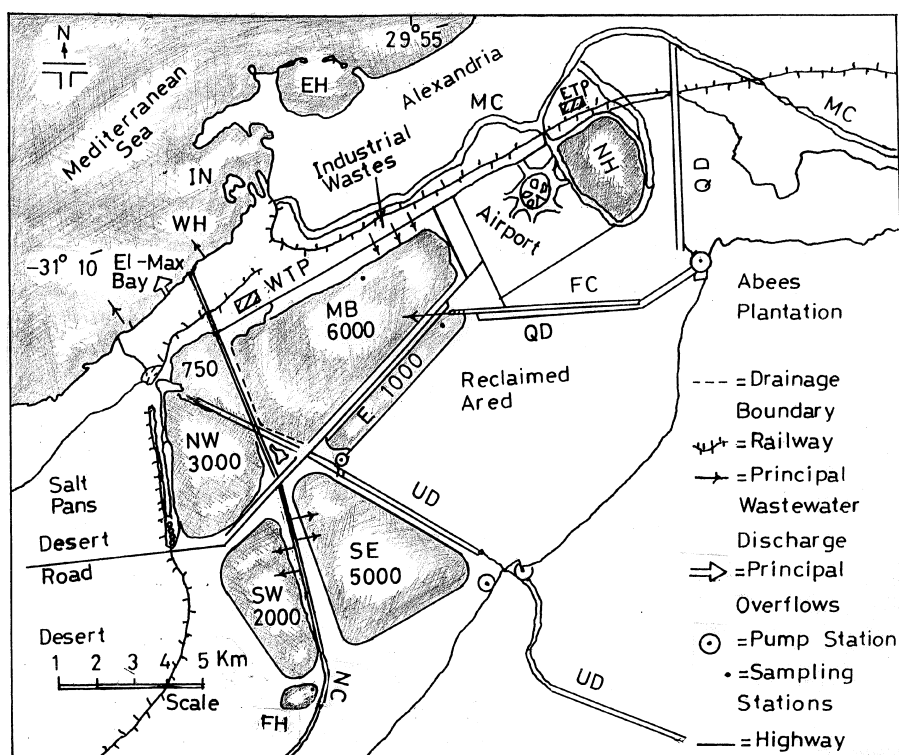 N
29° 55'
EH
Alexandria
Mediterranean
Sea
MC
ETP
MC
Industrial
Wastes
NH
QD
IN
WH
Airport
-31° 10'
El-Max
Bay
WTP
MB
6000
FC
QD
Abees
Plantation
750
E. 1000
Reclaimed
Ared
NW
3000
Salt
Pans
UD
Desert
Road
SE
5000
SW
2000
UD
Desert
1 2 3 4 5 Km
Scale
NC
FH
UD
---- = Drainage
Boundary
= Railway
= Principal
Wastewater
Discharge
= Principal
Overflows
= Pump Station
= Sampling
Stations
= Highway